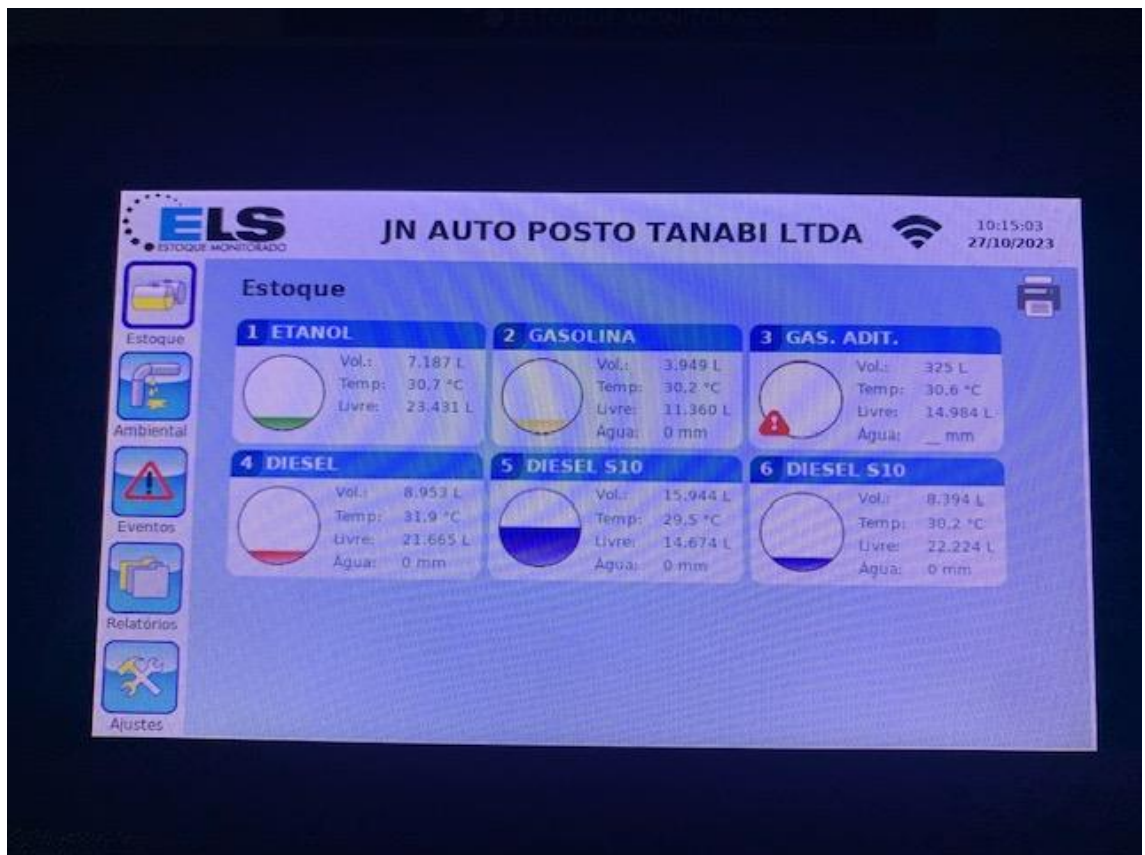 ELS
ESTOQUE MONITORADO
JN AUTO POSTO TANABI LTDA
10:15:03
27/10/2023
Estoque
Estoque
Ambiental
Eventos
Relatórios
Ajustes
1 ETANOL
Vol.: 7.187 L
Temp: 30.7 °C
Livre: 23.431 L
2 GASOLINA
Vol.: 3.949 L
Temp: 30.2 °C
Livre: 11.360 L
Água: 0 mm
3 GAS. ADIT.
Vol.: 325 L
Temp: 30.6 °C
Livre: 14.984 L
Água: __ mm
4 DIESEL
Vol.: 8.953 L
Temp: 31.9 °C
Livre: 21.665 L
Água: 0 mm
5 DIESEL S10
Vol.: 15.944 L
Temp: 29.5 °C
Livre: 14.674 L
Água: 0 mm
6 DIESEL S10
Vol.: 8.394 L
Temp: 30.2 °C
Livre: 22.224 L
Água: 0 mm